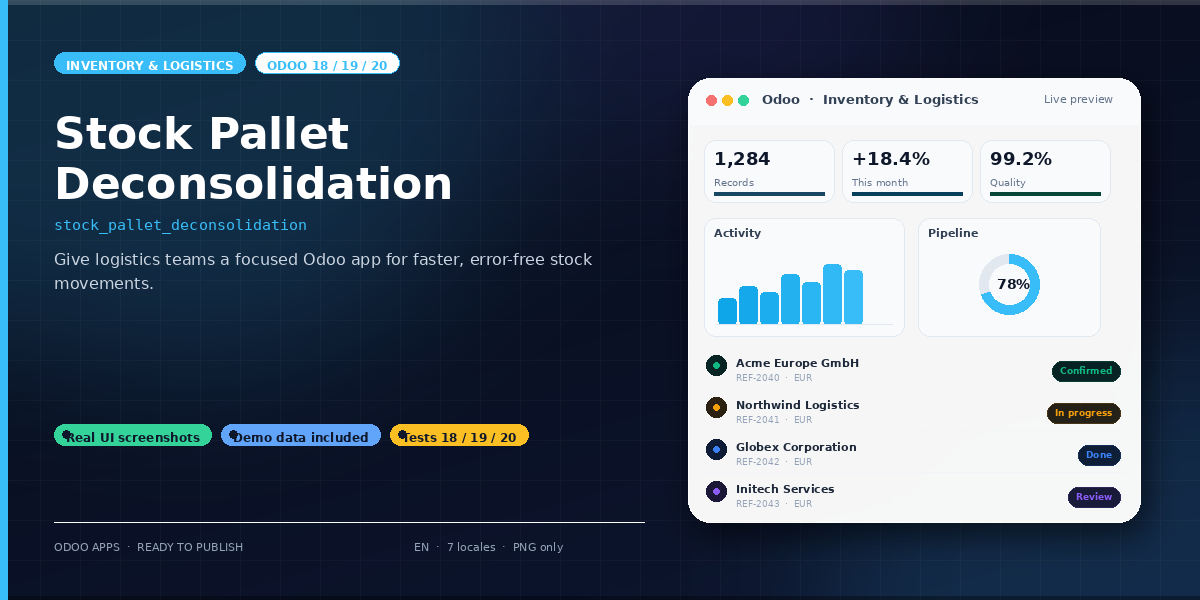 INVENTORY & LOGISTICS
ODOO 18 / 19 / 20
Stock Pallet
Deconsolidation
stock_pallet_deconsolidation
Give logistics teams a focused Odoo app for faster, error-free stock
movements.
Real UI screenshots
Demo data included
Tests 18 / 19 / 20
ODOO APPS · READY TO PUBLISH
EN · 7 locales · PNG only
Odoo · Inventory & Logistics
Live preview
1,284
Records
+18.4%
This month
99.2%
Quality
Activity
Pipeline
78%
Acme Europe GmbH
REF-2040 · EUR
Confirmed
Northwind Logistics
REF-2041 · EUR
In progress
Globex Corporation
REF-2042 · EUR
Done
Initech Services
REF-2043 · EUR
Review